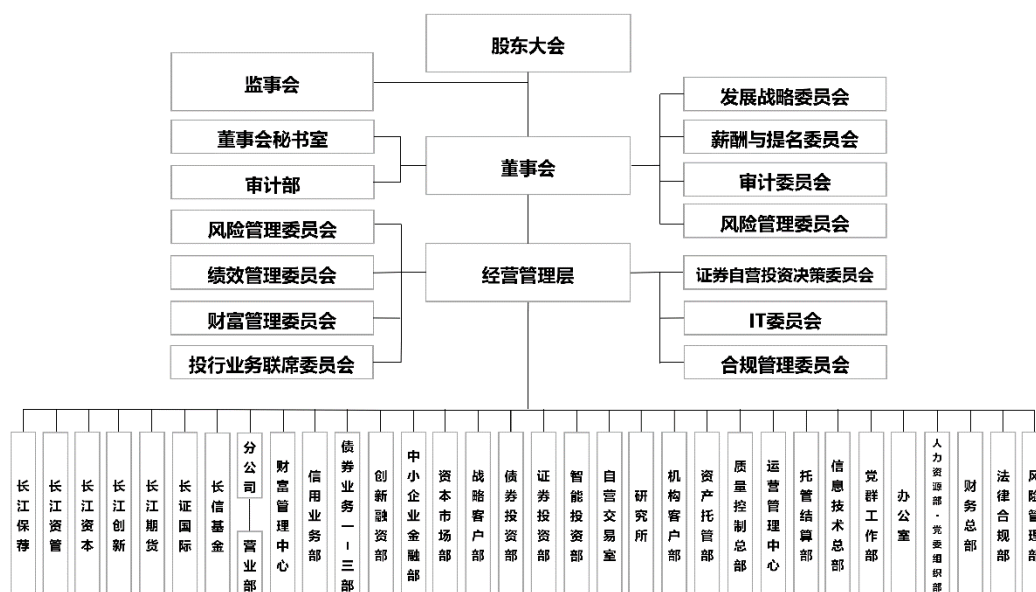 股东大会
监事会
发展战略委员会
董事会秘书室
薪酬与提名委员会
董事会
审计部
审计委员会
风险管理委员会
风险管理委员会
绩效管理委员会
经营管理层
证券自营投资决策委员会
财富管理委员会
IT委员会
投行业务联席委员会
合规管理委员会
长江保荐
长江资管
长江资本
长江创新
长江期货
长证国际
长信基金
分公司
营业部
财富管理中心
信用业务部
债券业务一-三部
创新融资部
中小企业金融部
资本市场部
战略客户部
债券投资部
证券投资部
智能投资部
自营交易室
研究所
机构客户部
资产托管部
质量控制总部
运营管理中心
托管结算部
信息技术总部
党群工作部
办公室
人力资源部·党委组织部
财务总部
法律合规部
风险管理部